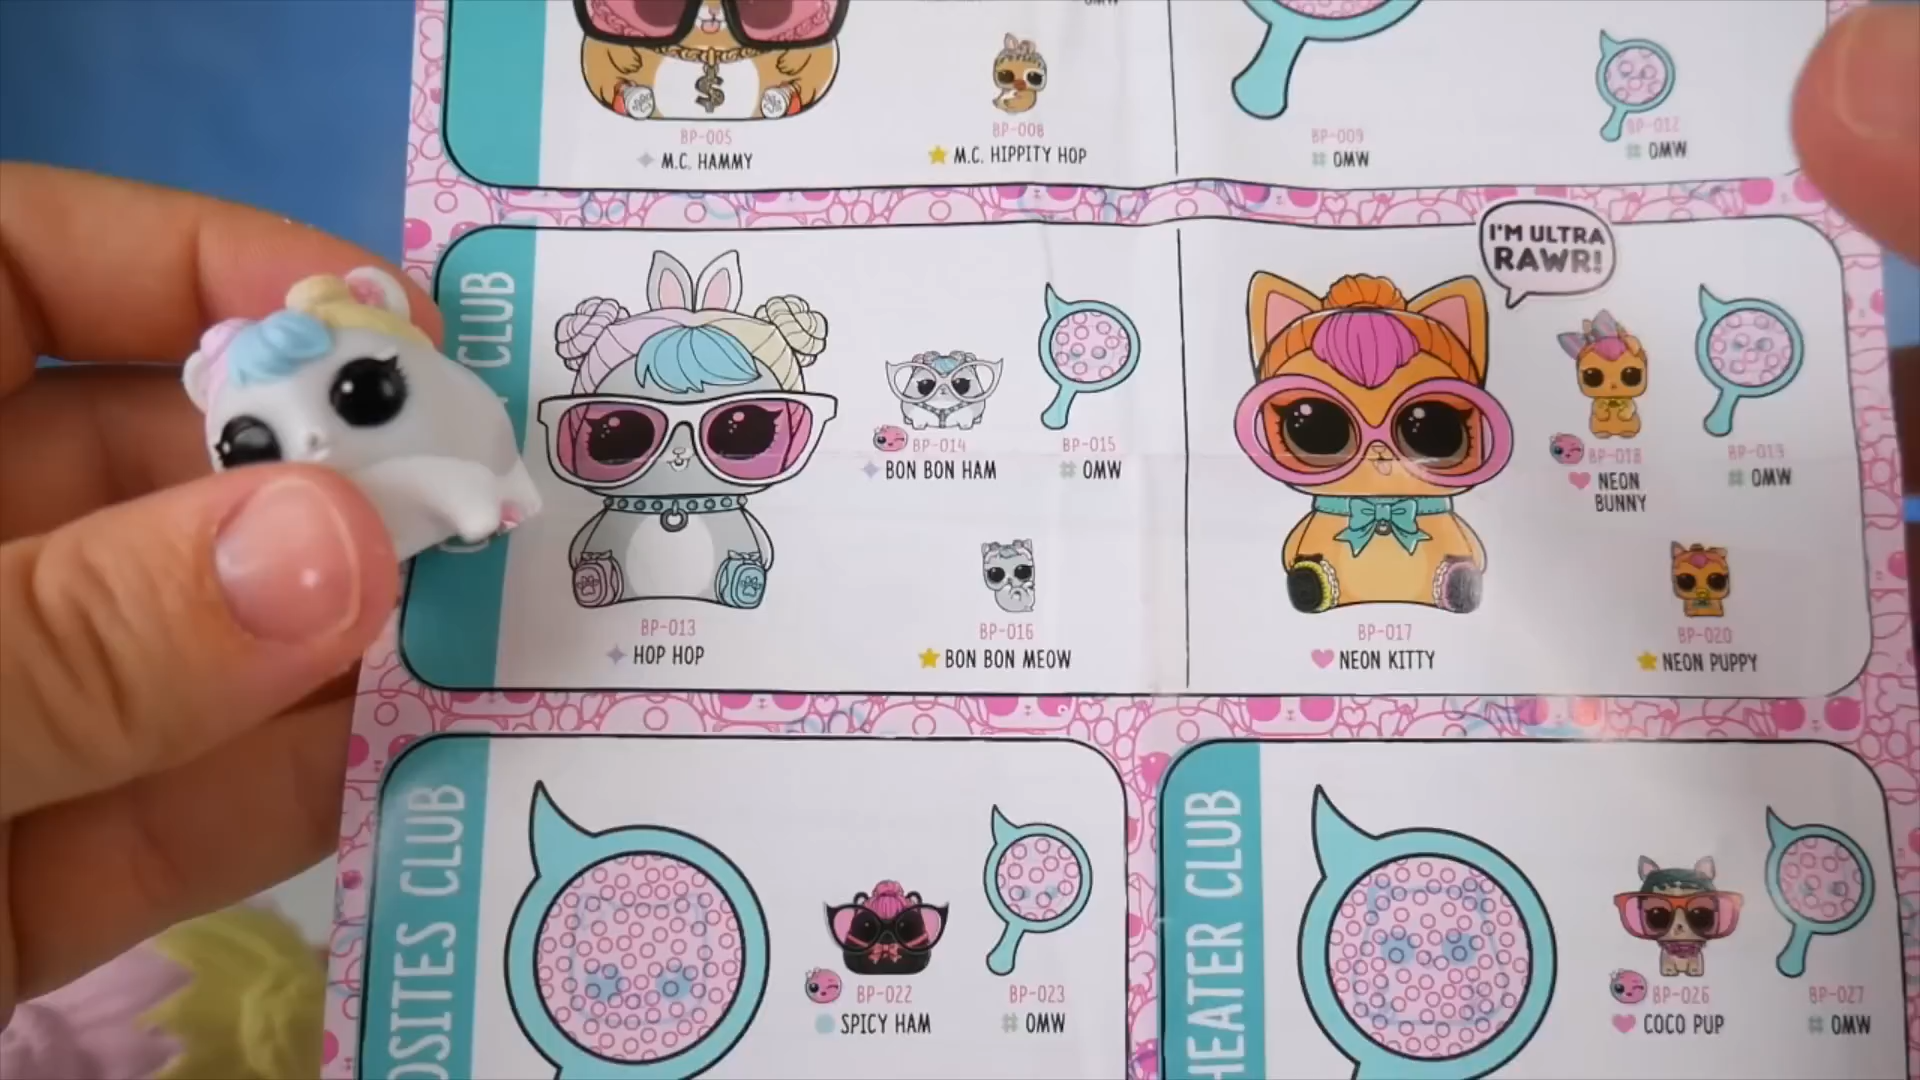 BP-005
M.C. HAMMY
BP-008
M.C. HIPPITY HOP
BP-009
# OMW
BP-012
# OMW
CLUB
I'M ULTRA
RAWR!
BP-014
BON BON HAM
BP-015
# OMW
BP-013
HOP HOP
BP-016
BON BON MEOW
BP-018
NEON
BUNNY
BP-019
# OMW
BP-017
NEON KITTY
BP-020
NEON PUPPY
OSITES CLUB
BP-022
SPICY HAM
BP-023
# OMW
HEATER CLUB
BP-026
COCO PUP
BP-027
# OMW